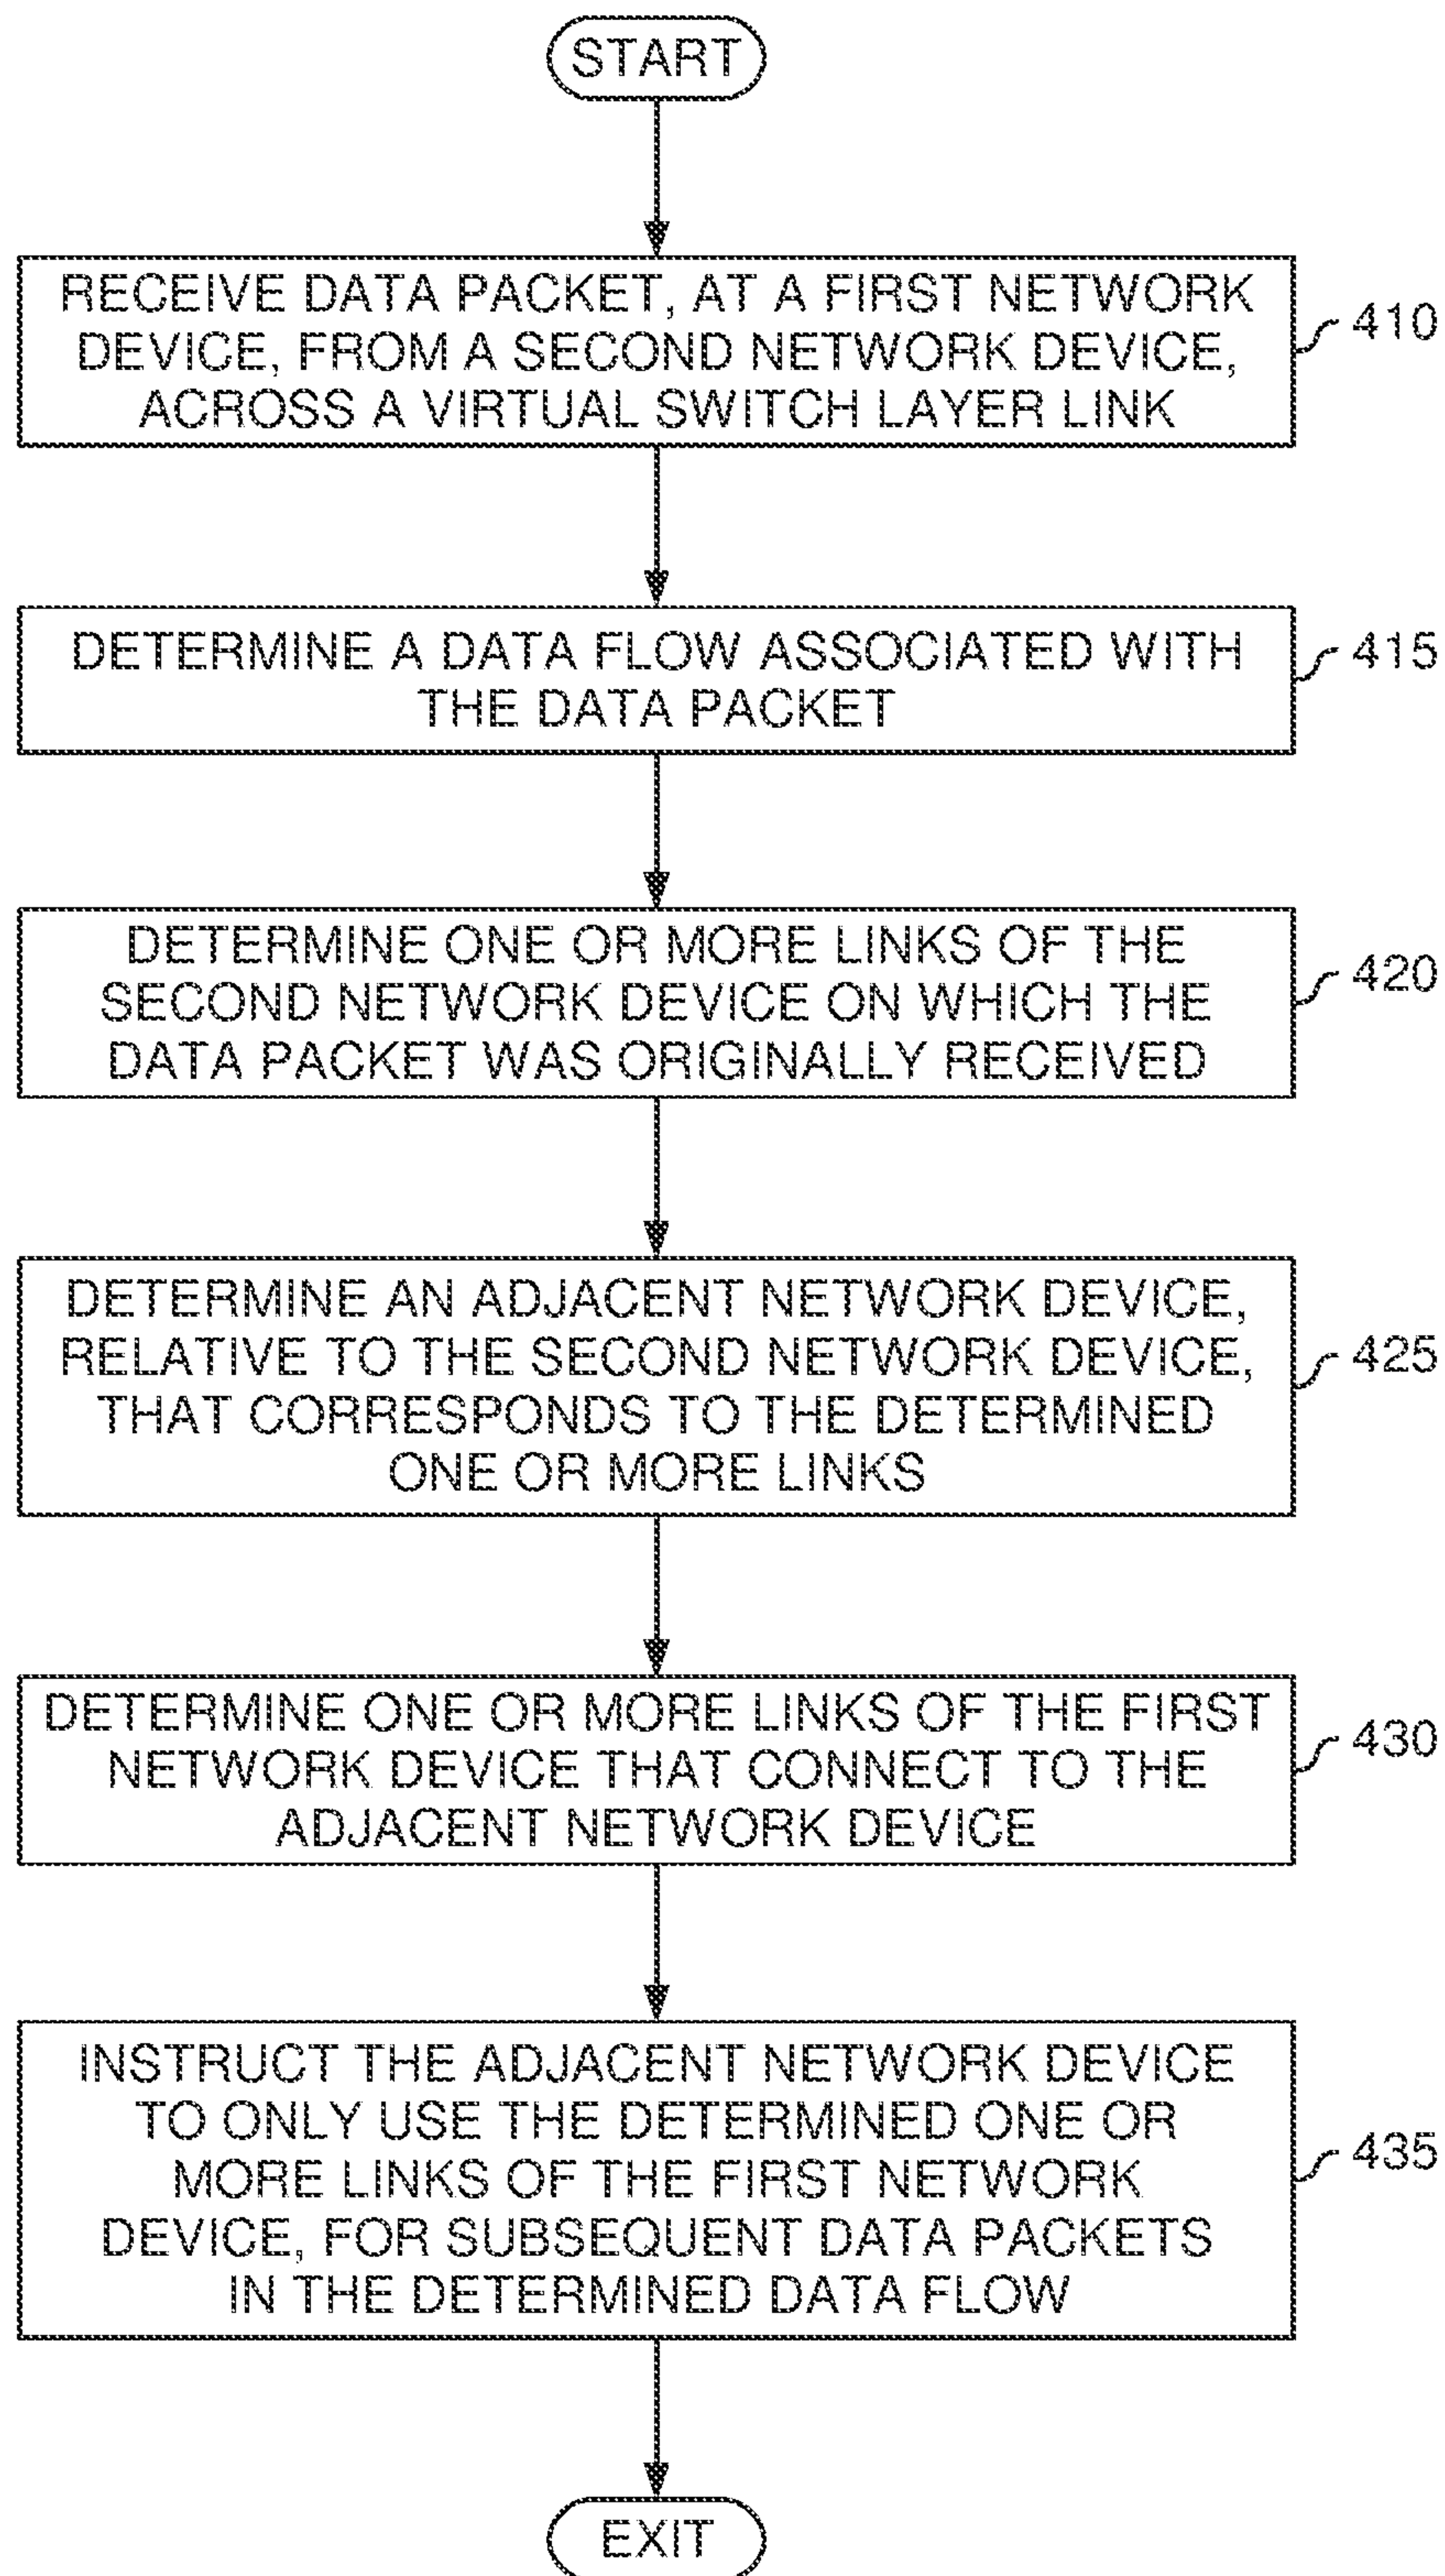 START
RECEIVE DATA PACKET, AT A FIRST NETWORK
DEVICE, FROM A SECOND NETWORK DEVICE,
ACROSS A VIRTUAL SWITCH LAYER LINK
410
DETERMINE A DATA FLOW ASSOCIATED WITH
THE DATA PACKET
415
DETERMINE ONE OR MORE LINKS OF THE
SECOND NETWORK DEVICE ON WHICH THE
DATA PACKET WAS ORIGINALLY RECEIVED
420
DETERMINE AN ADJACENT NETWORK DEVICE,
RELATIVE TO THE SECOND NETWORK DEVICE,
THAT CORRESPONDS TO THE DETERMINED
ONE OR MORE LINKS
425
DETERMINE ONE OR MORE LINKS OF THE FIRST
NETWORK DEVICE THAT CONNECT TO THE
ADJACENT NETWORK DEVICE
430
INSTRUCT THE ADJACENT NETWORK DEVICE
TO ONLY USE THE DETERMINED ONE OR
MORE LINKS OF THE FIRST NETWORK
DEVICE, FOR SUBSEQUENT DATA PACKETS
IN THE DETERMINED DATA FLOW
435
EXIT